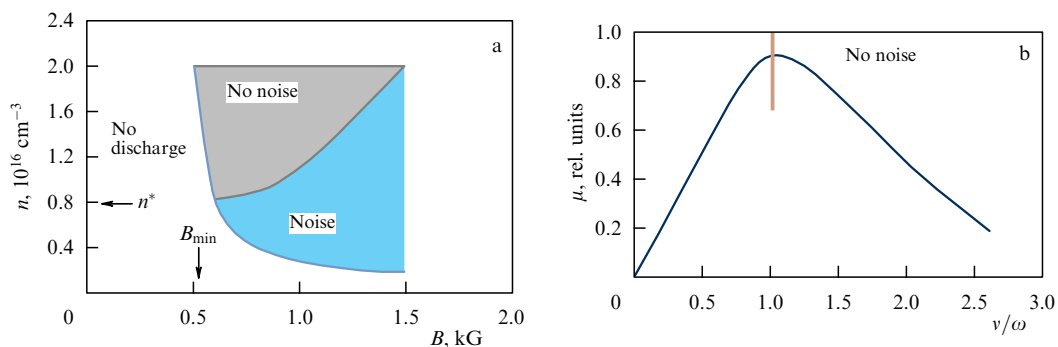 a
2.4
2.0
1.6
1.2
0.8
0.4
0
n, 10^16 cm^−3
No noise
No
discharge
n*
B_min
Noise
0.5
1.0
1.5
2.0
B, kG
b
1.0
0.8
0.6
0.4
0.2
0
μ, rel. units
No noise
0.5
1.0
1.5
2.0
2.5
3.0
ν/ω